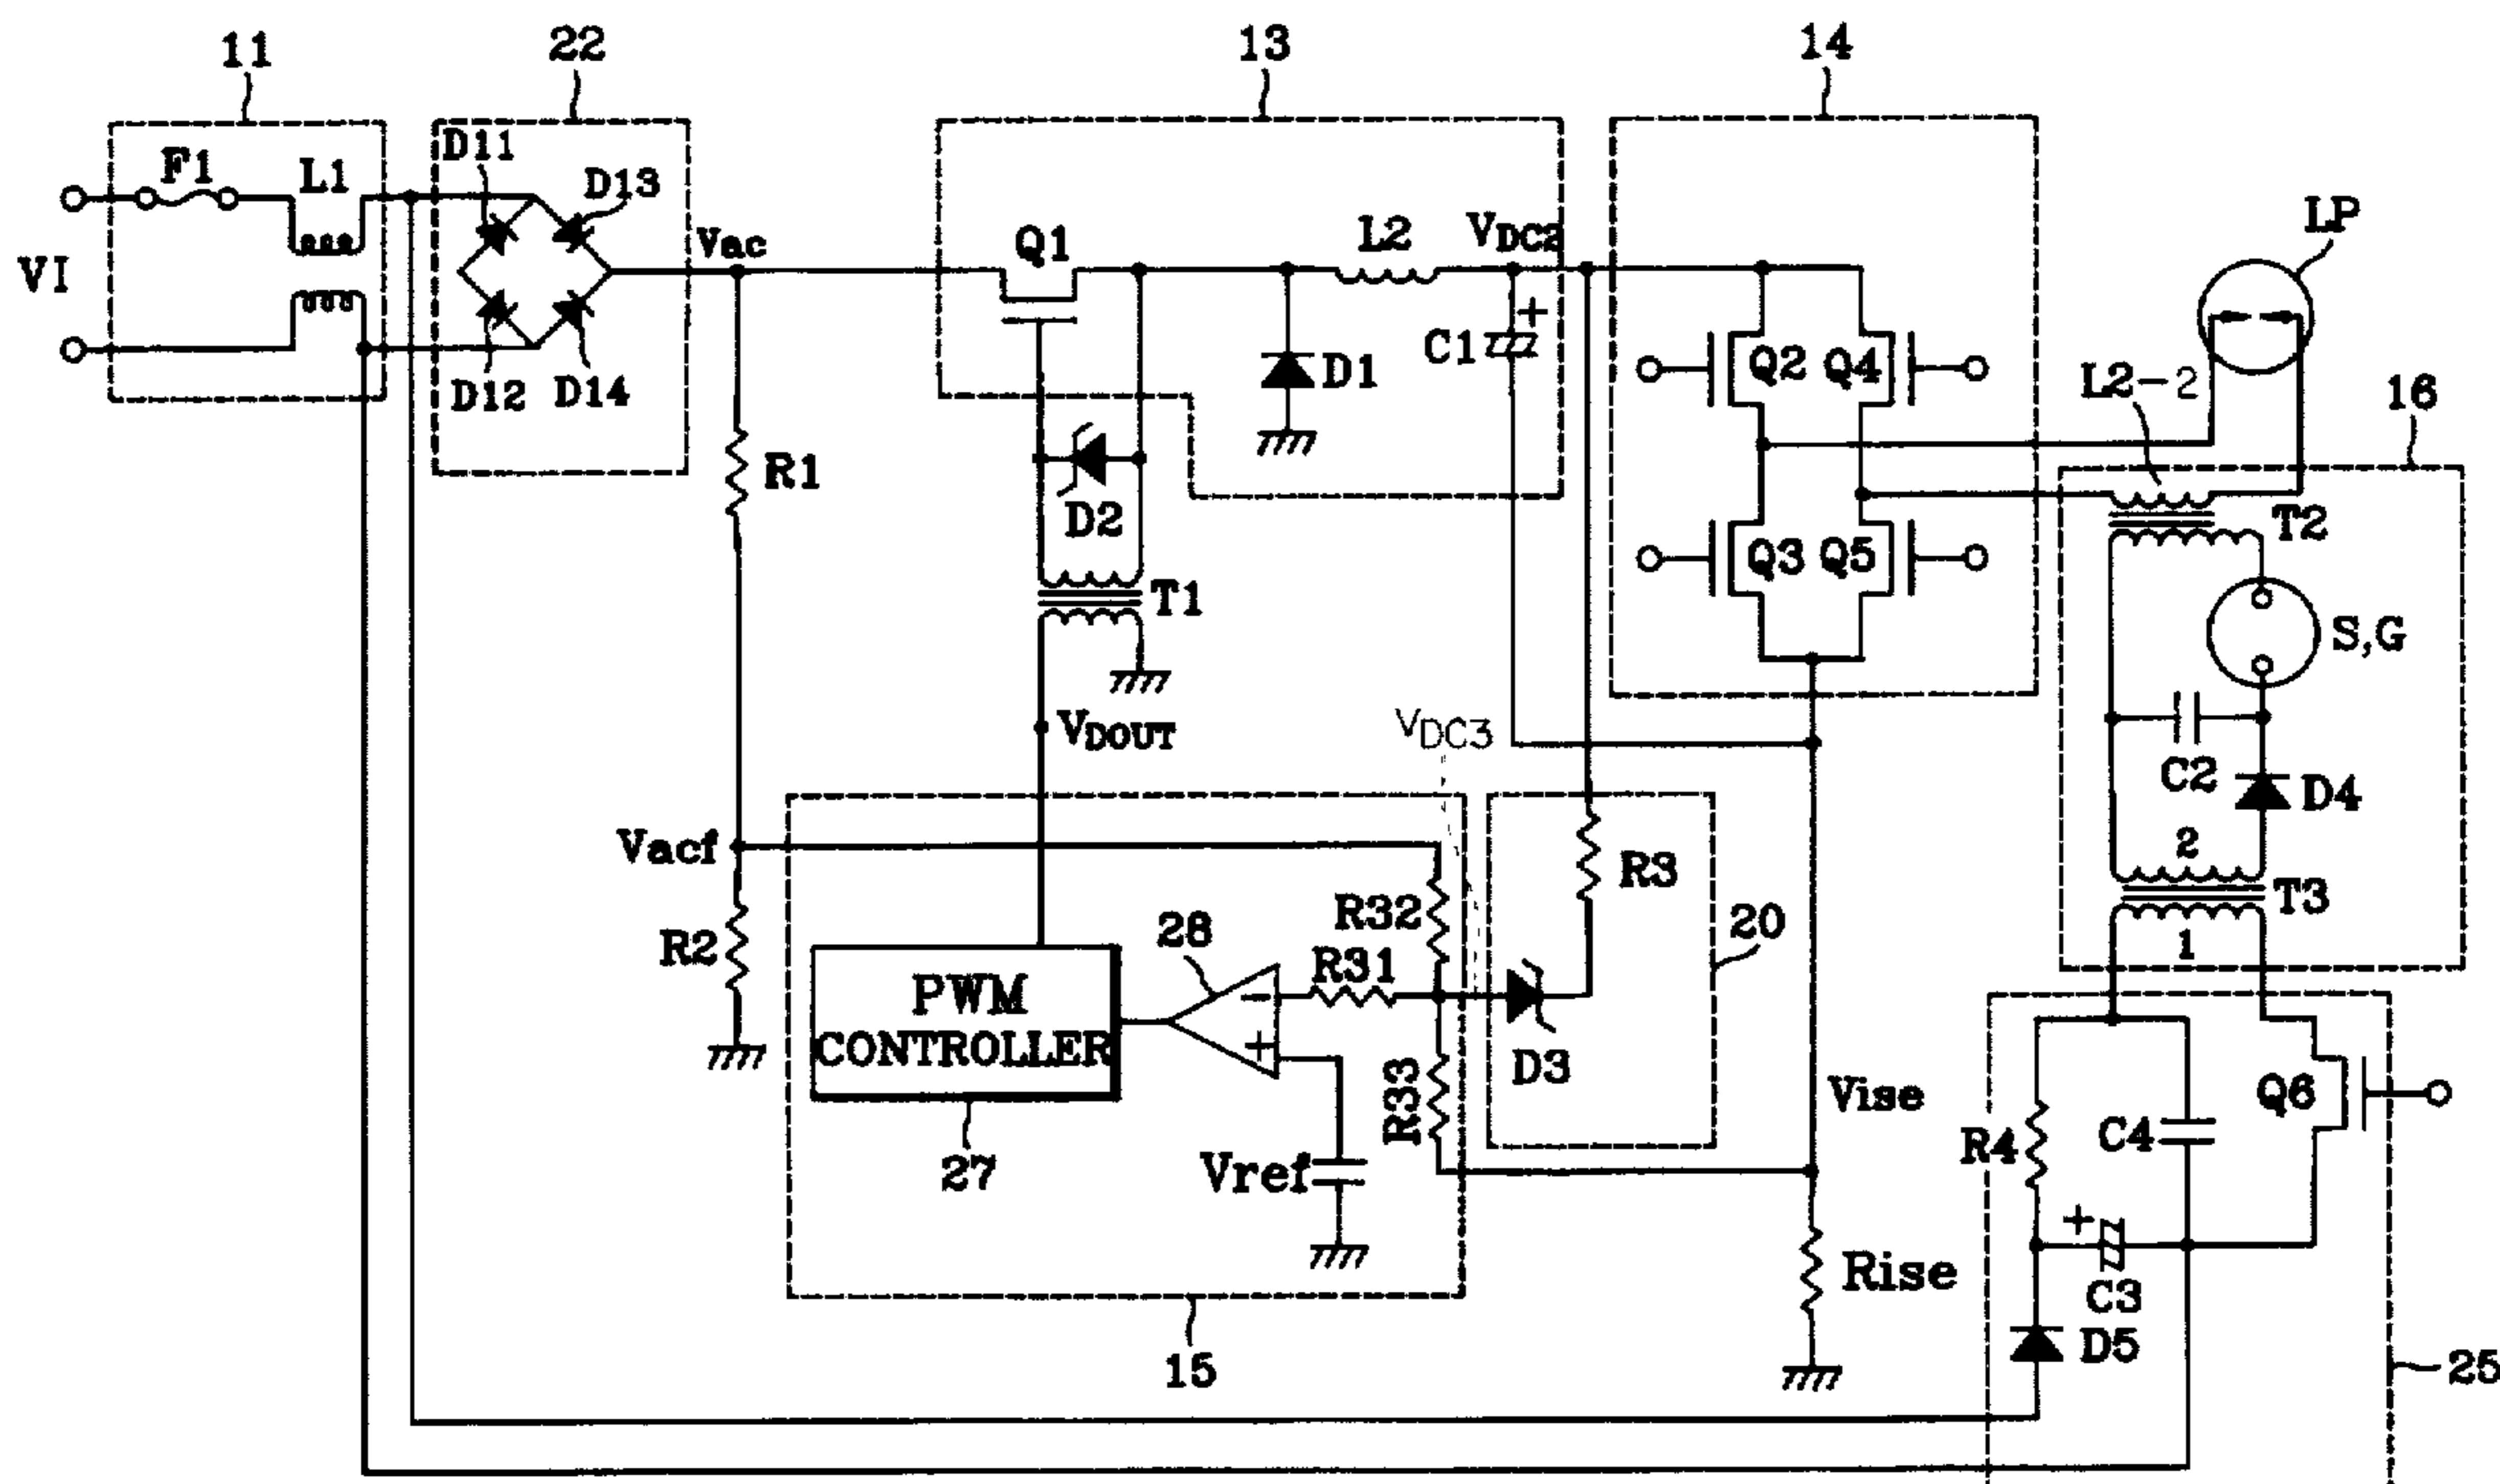 11
22
13
14
D11
F1
L1
D13
LP
Vac
Q1
L2
VDC2
VI
C1
D1
Q2
Q4
D12
D14
L2-2
16
R1
D2
T2
Q3
Q5
T1
S,G
VDOUT
VDC3
C2
D4
Vacf
2
R3
T3
R32
20
28
R2
R31
1
PWM
CONTROLLER
-
+
D3
R33
Vise
Q6
R4
C4
27
Vref
+
Rise
C3
D5
15
25
+